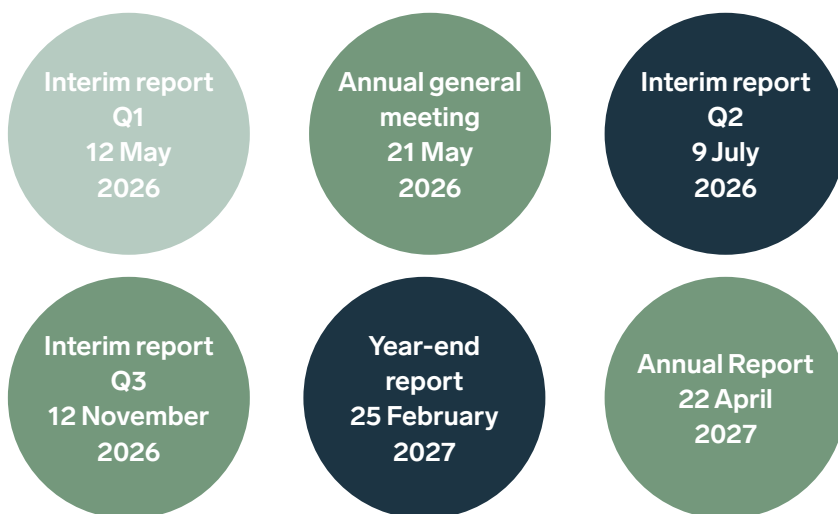 Interim report
Q1
12 May
2026
Annual general
meeting
21 May
2026
Interim report
Q2
9 July
2026
Interim report
Q3
12 November
2026
Year-end
report
25 February
2027
Annual Report
22 April
2027